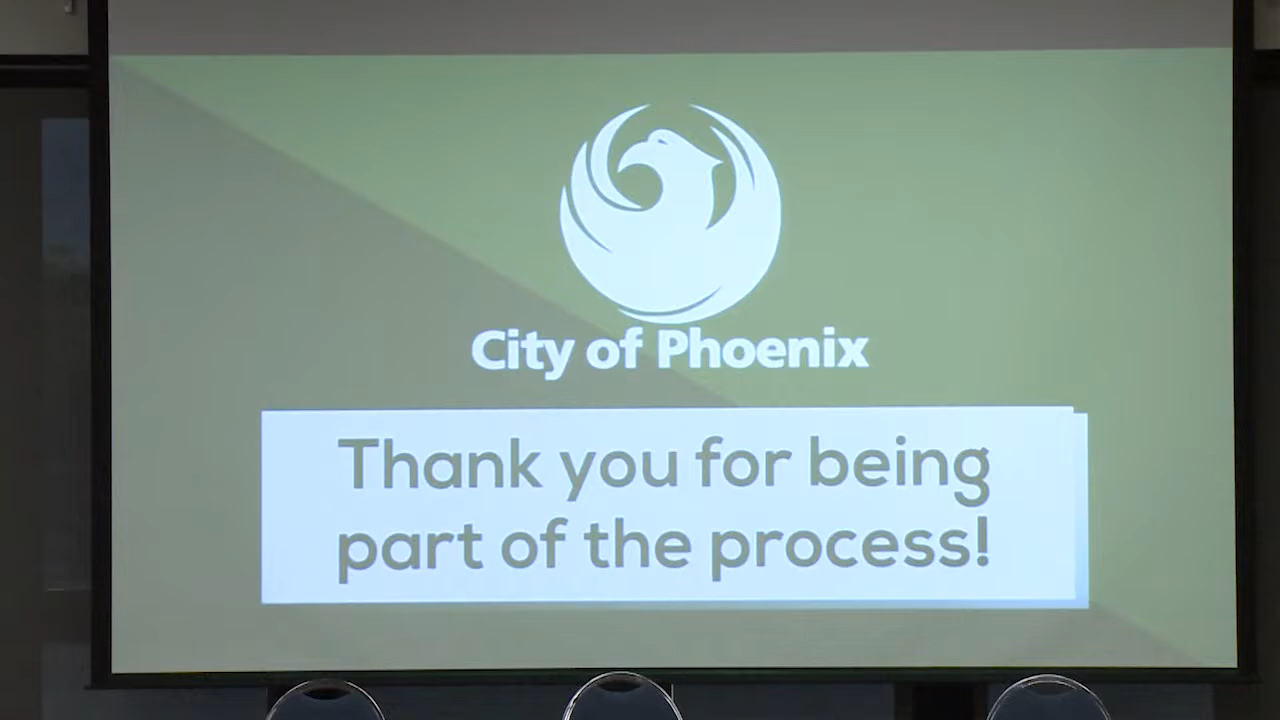 City of Phoenix
Thank you for being
part of the process!